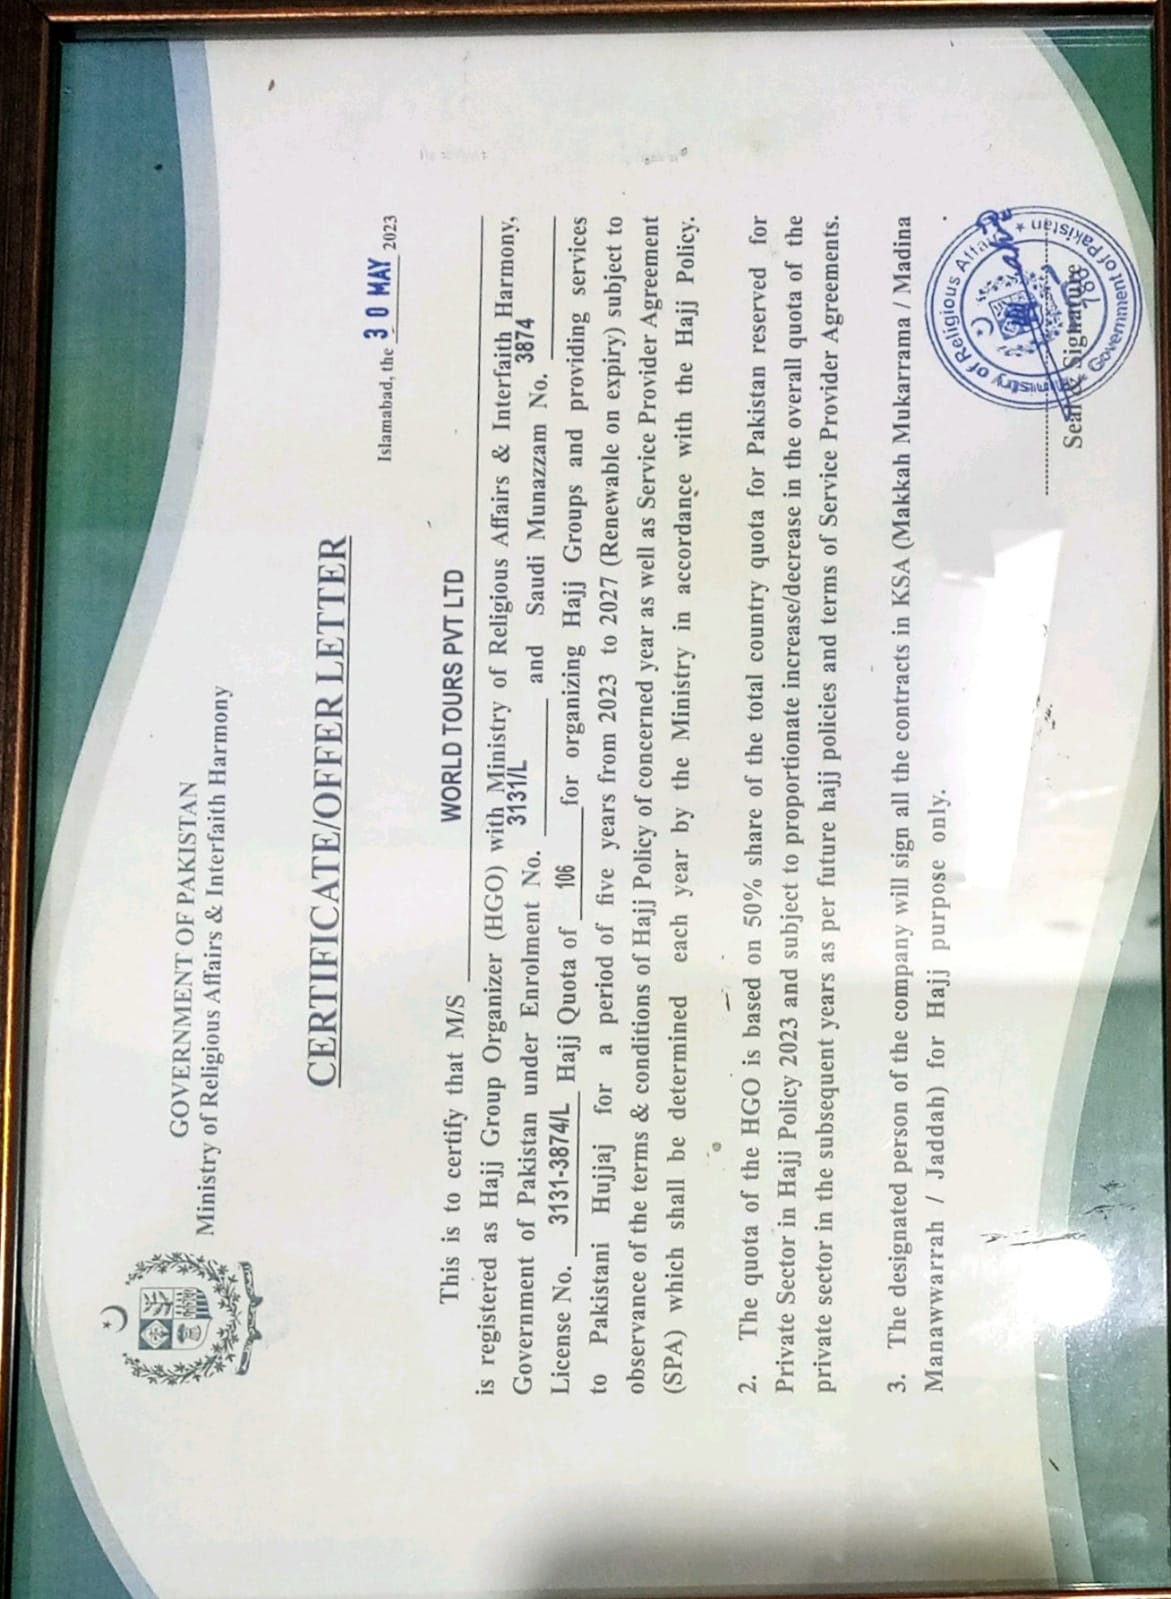 GOVERNMENT OF PAKISTAN
Ministry of Religious Affairs & Interfaith Harmony
CERTIFICATE/OFFER LETTER
Islamabad, the 30 MAY 2023
This is to certify that M/S WORLD TOURS PVT LTD
is registered as Hajj Group Organizer (HGO) with Ministry of Religious Affairs & Interfaith Harmony,
Government of Pakistan under Enrolment No. 3131/L and Saudi Munazzam No. 3874
License No. 3131-3874/L Hajj Quota of 106 for organizing Hajj Groups and providing services
to Pakistani Hujjaj for a period of five years from 2023 to 2027 (Renewable on expiry) subject to
observance of the terms & conditions of Hajj Policy of concerned year as well as Service Provider Agreement
(SPA) which shall be determined each year by the Ministry in accordance with the Hajj Policy.
2. The quota of the HGO is based on 50% share of the total country quota for Pakistan reserved for
Private Sector in Hajj Policy 2023 and subject to proportionate increase/decrease in the overall quota of the
private sector in the subsequent years as per future hajj policies and terms of Service Provider Agreements.
3. The designated person of the company will sign all the contracts in KSA (Makkah Mukarrama / Madina
Manawwarrah / Jaddah) for Hajj purpose only.
Seal & Signature
Ministry of Religious Affairs
786
Government of Pakistan